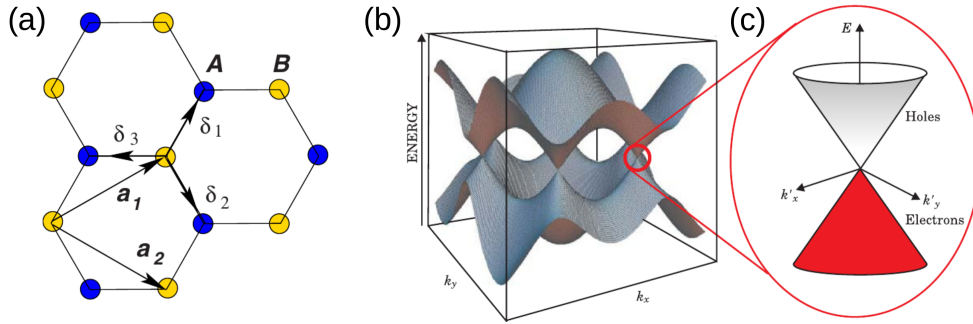 (a)
A
B
δ1
δ3
a1
δ2
a2
(b)
ENERGY
ky
kx
(c)
E
Holes
k'x
k'y
Electrons